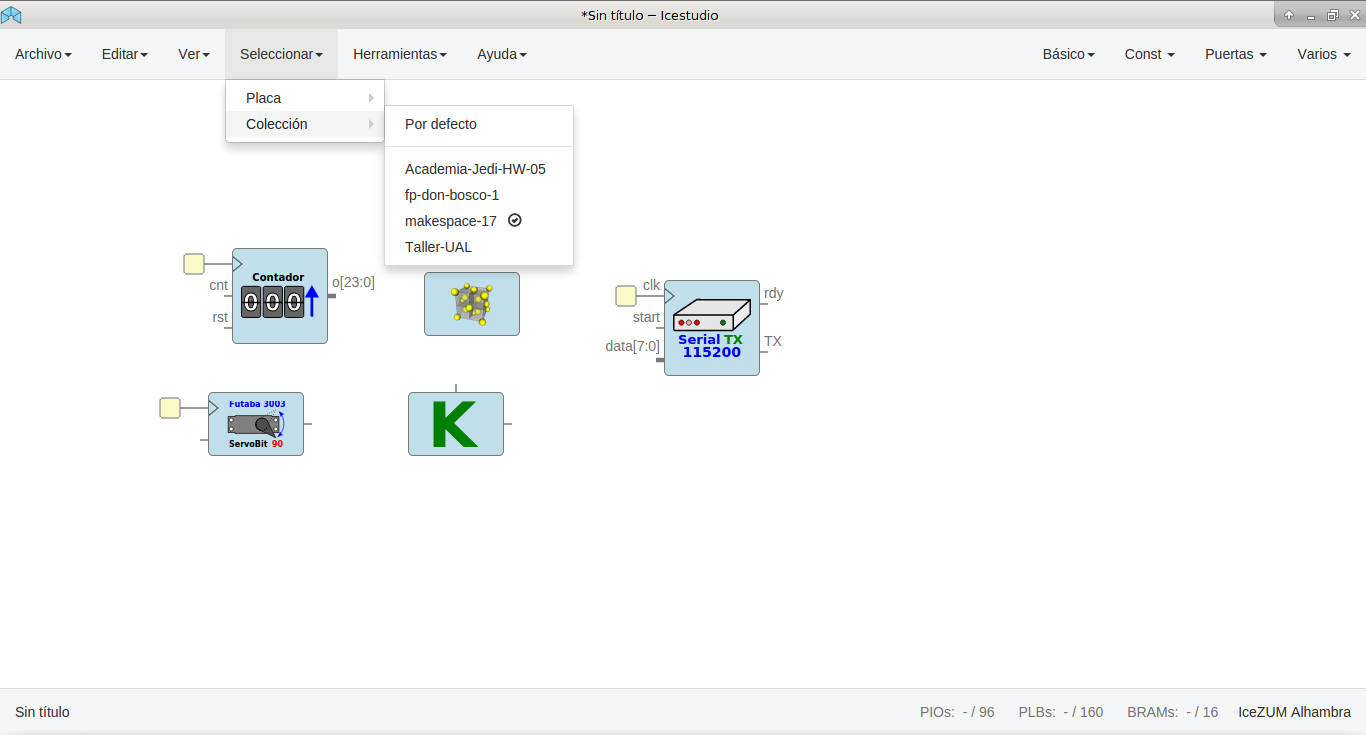 *Sin título – Icestudio
Archivo Editar Ver Seleccionar Herramientas Ayuda Básico Const Puertas Varios
Placa
Colección
Por defecto
Academia-Jedi-HW-05
fp-don-bosco-1
makespace-17
Taller-UAL
cnt
rst
Contador
000
o[23:0]
clk
start
data[7:0]
Serial TX
115200
rdy
TX
Futaba 3003
ServoBit 90
K
Sin título PIOs: - / 96 PLBs: - / 160 BRAMs: - / 16 IceZUM Alhambra